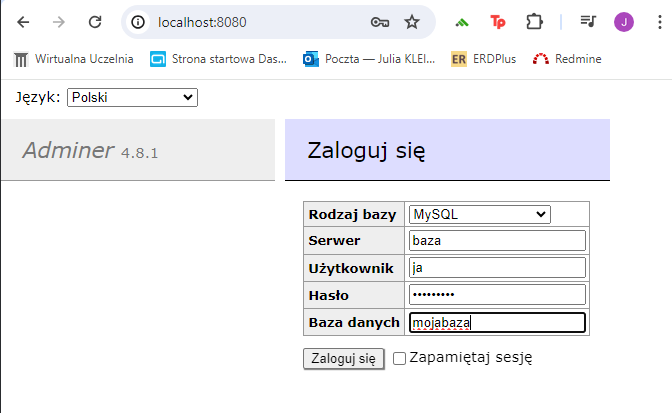 localhost:8080
Tp
J
Wirtualna Uczelnia
Strona startowa Das...
Poczta — Julia KLEI...
ER ERDPlus
Redmine
Język: Polski
Adminer 4.8.1
Zaloguj się
Rodzaj bazy MySQL
Serwer baza
Użytkownik ja
Hasło •••••••••
Baza danych mojabaza
Zaloguj się Zapamiętaj sesję